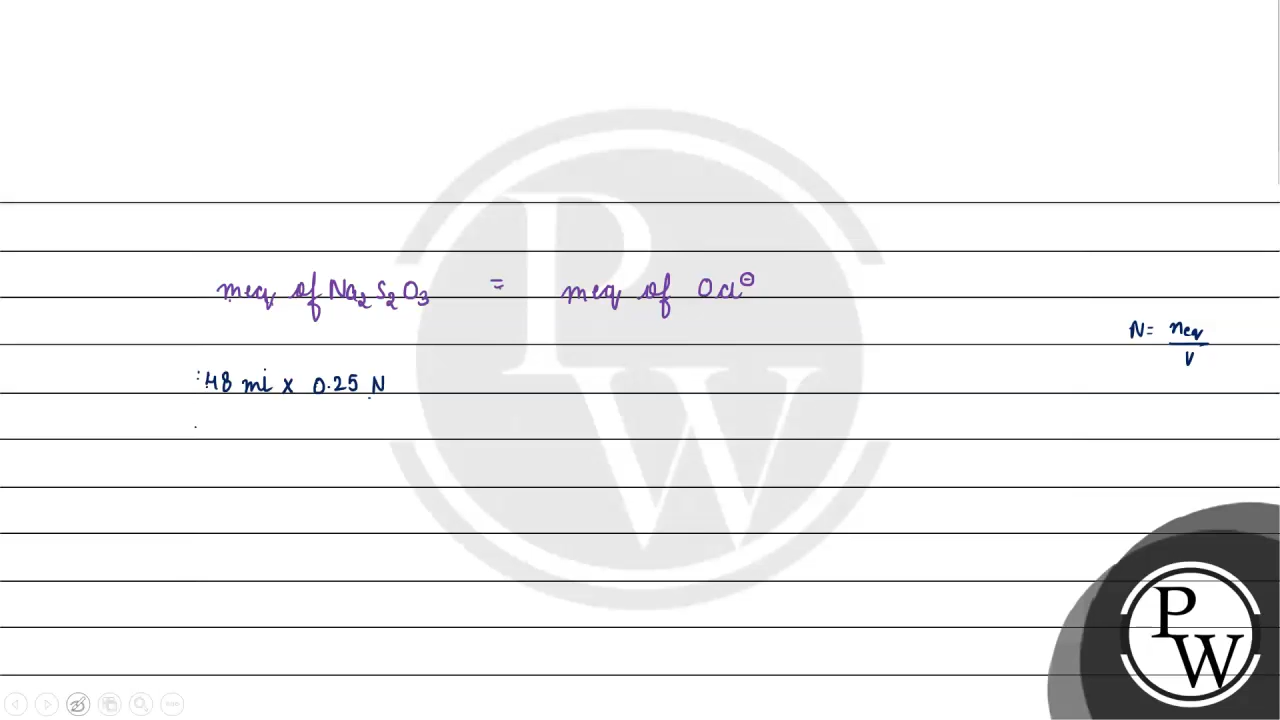 meq of Na₂S₂O₃ = meq of OCl⊖
N = neq/V
48 ml x 0.25 N
P
W
P
W